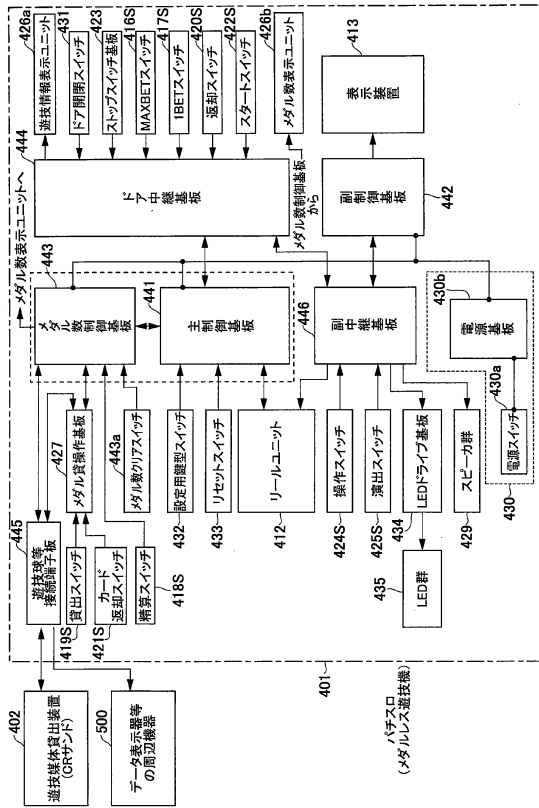 426a
遊技情報表示ユニット
431
ドア開閉スイッチ
423
ストップスイッチ基板
416S
MAXBETスイッチ
417S
1BETスイッチ
420S
返却スイッチ
422S
スタートスイッチ
426b
メダル数表示ユニット
413
表示装置
444
ドア中継基板
メダル数制御基板
から
副制御基板
442
メダル数表示ユニットへ
443
メダル数制御基板
441
主制御基板
446
副中継基板
430b
電源基板
430a
電源スイッチ
430
445
遊技球等
接続端子板
427
メダル貸操作基板
419S
貸出スイッチ
421S
カード
返却スイッチ
精算スイッチ
418S
443a
メダル数クリアスイッチ
設定用鍵型スイッチ
432
リセットスイッチ
433
リールユニット
412
操作スイッチ
424S
演出スイッチ
425S
LEDドライブ基板
434
スピーカ群
429
LED群
435
402
遊技媒体貸出装置
(CRサンド)
500
データ表示器等
の周辺機器
401
パチスロ
(メダルレス遊技機)